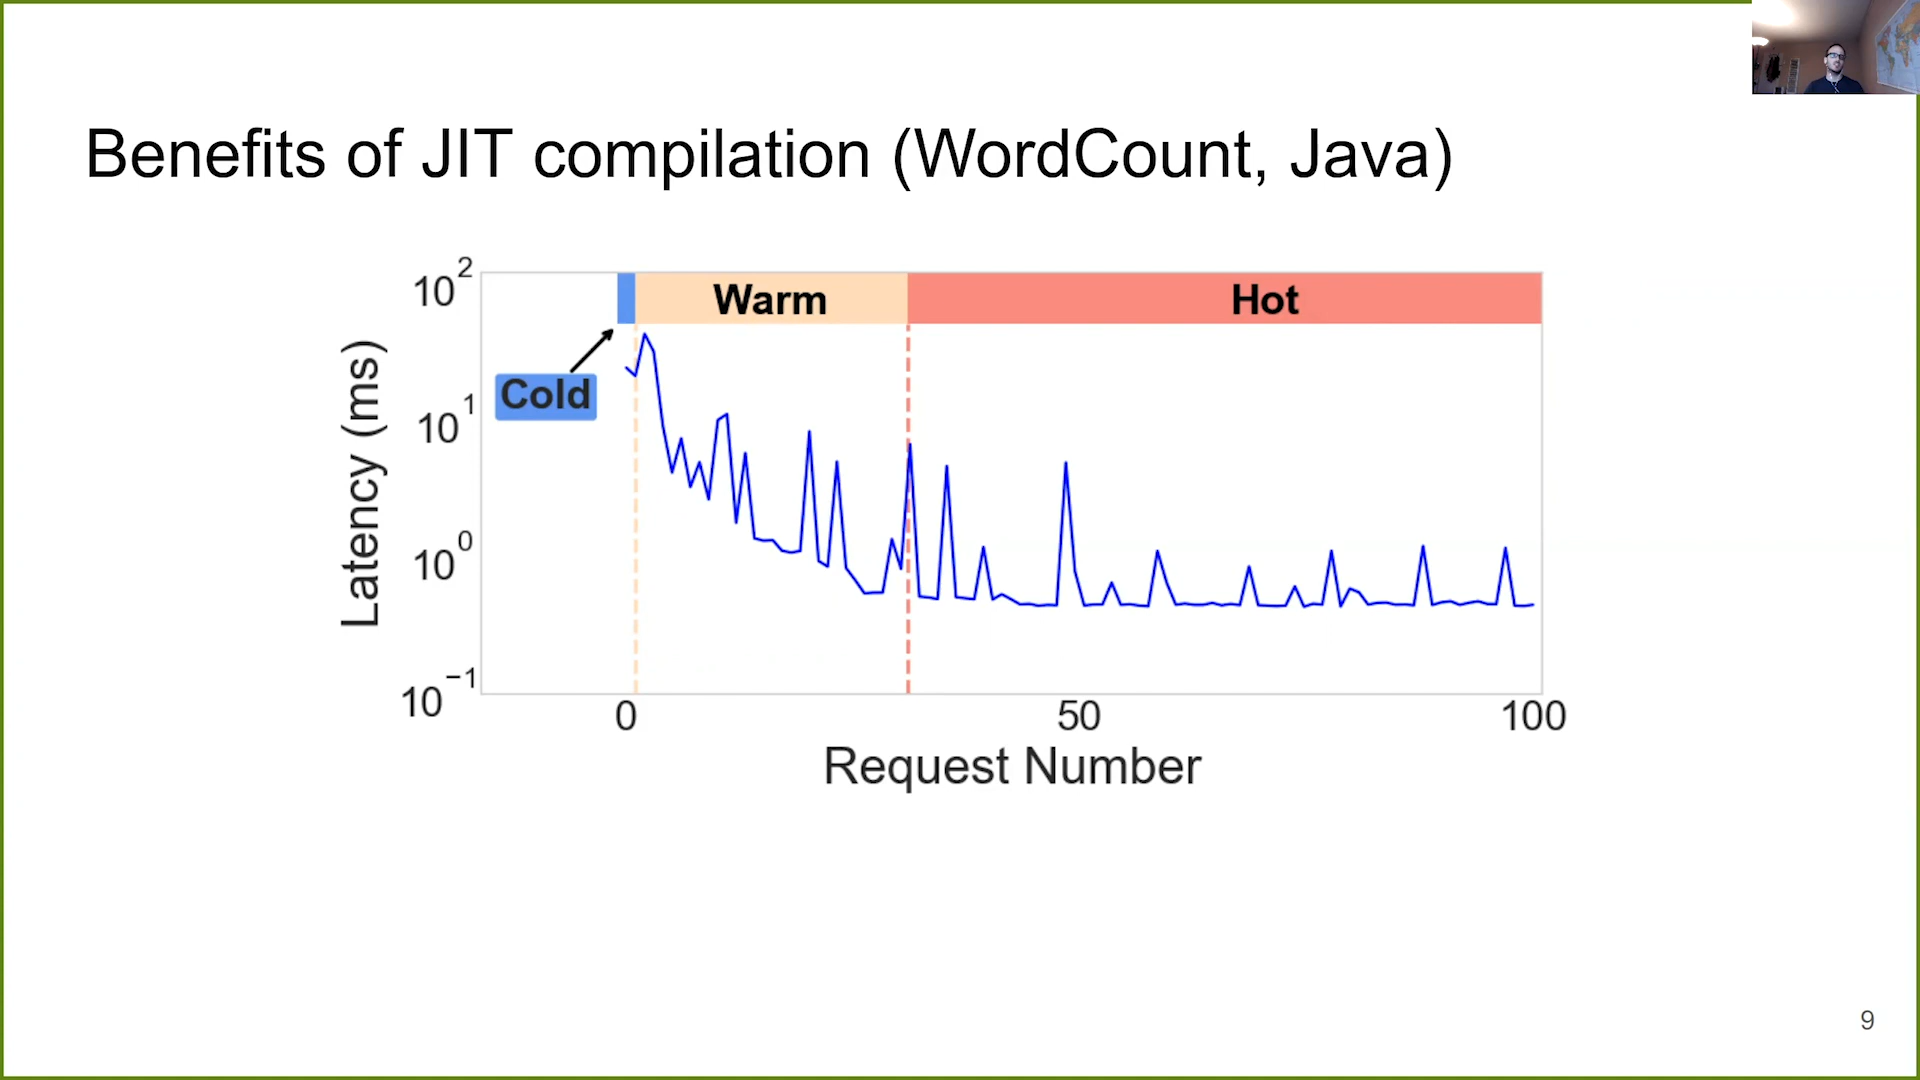 Benefits of JIT compilation (WordCount, Java)
10^2
Warm
Hot
Cold
10^1
10^0
10^−1
Latency (ms)
0
50
100
Request Number
9